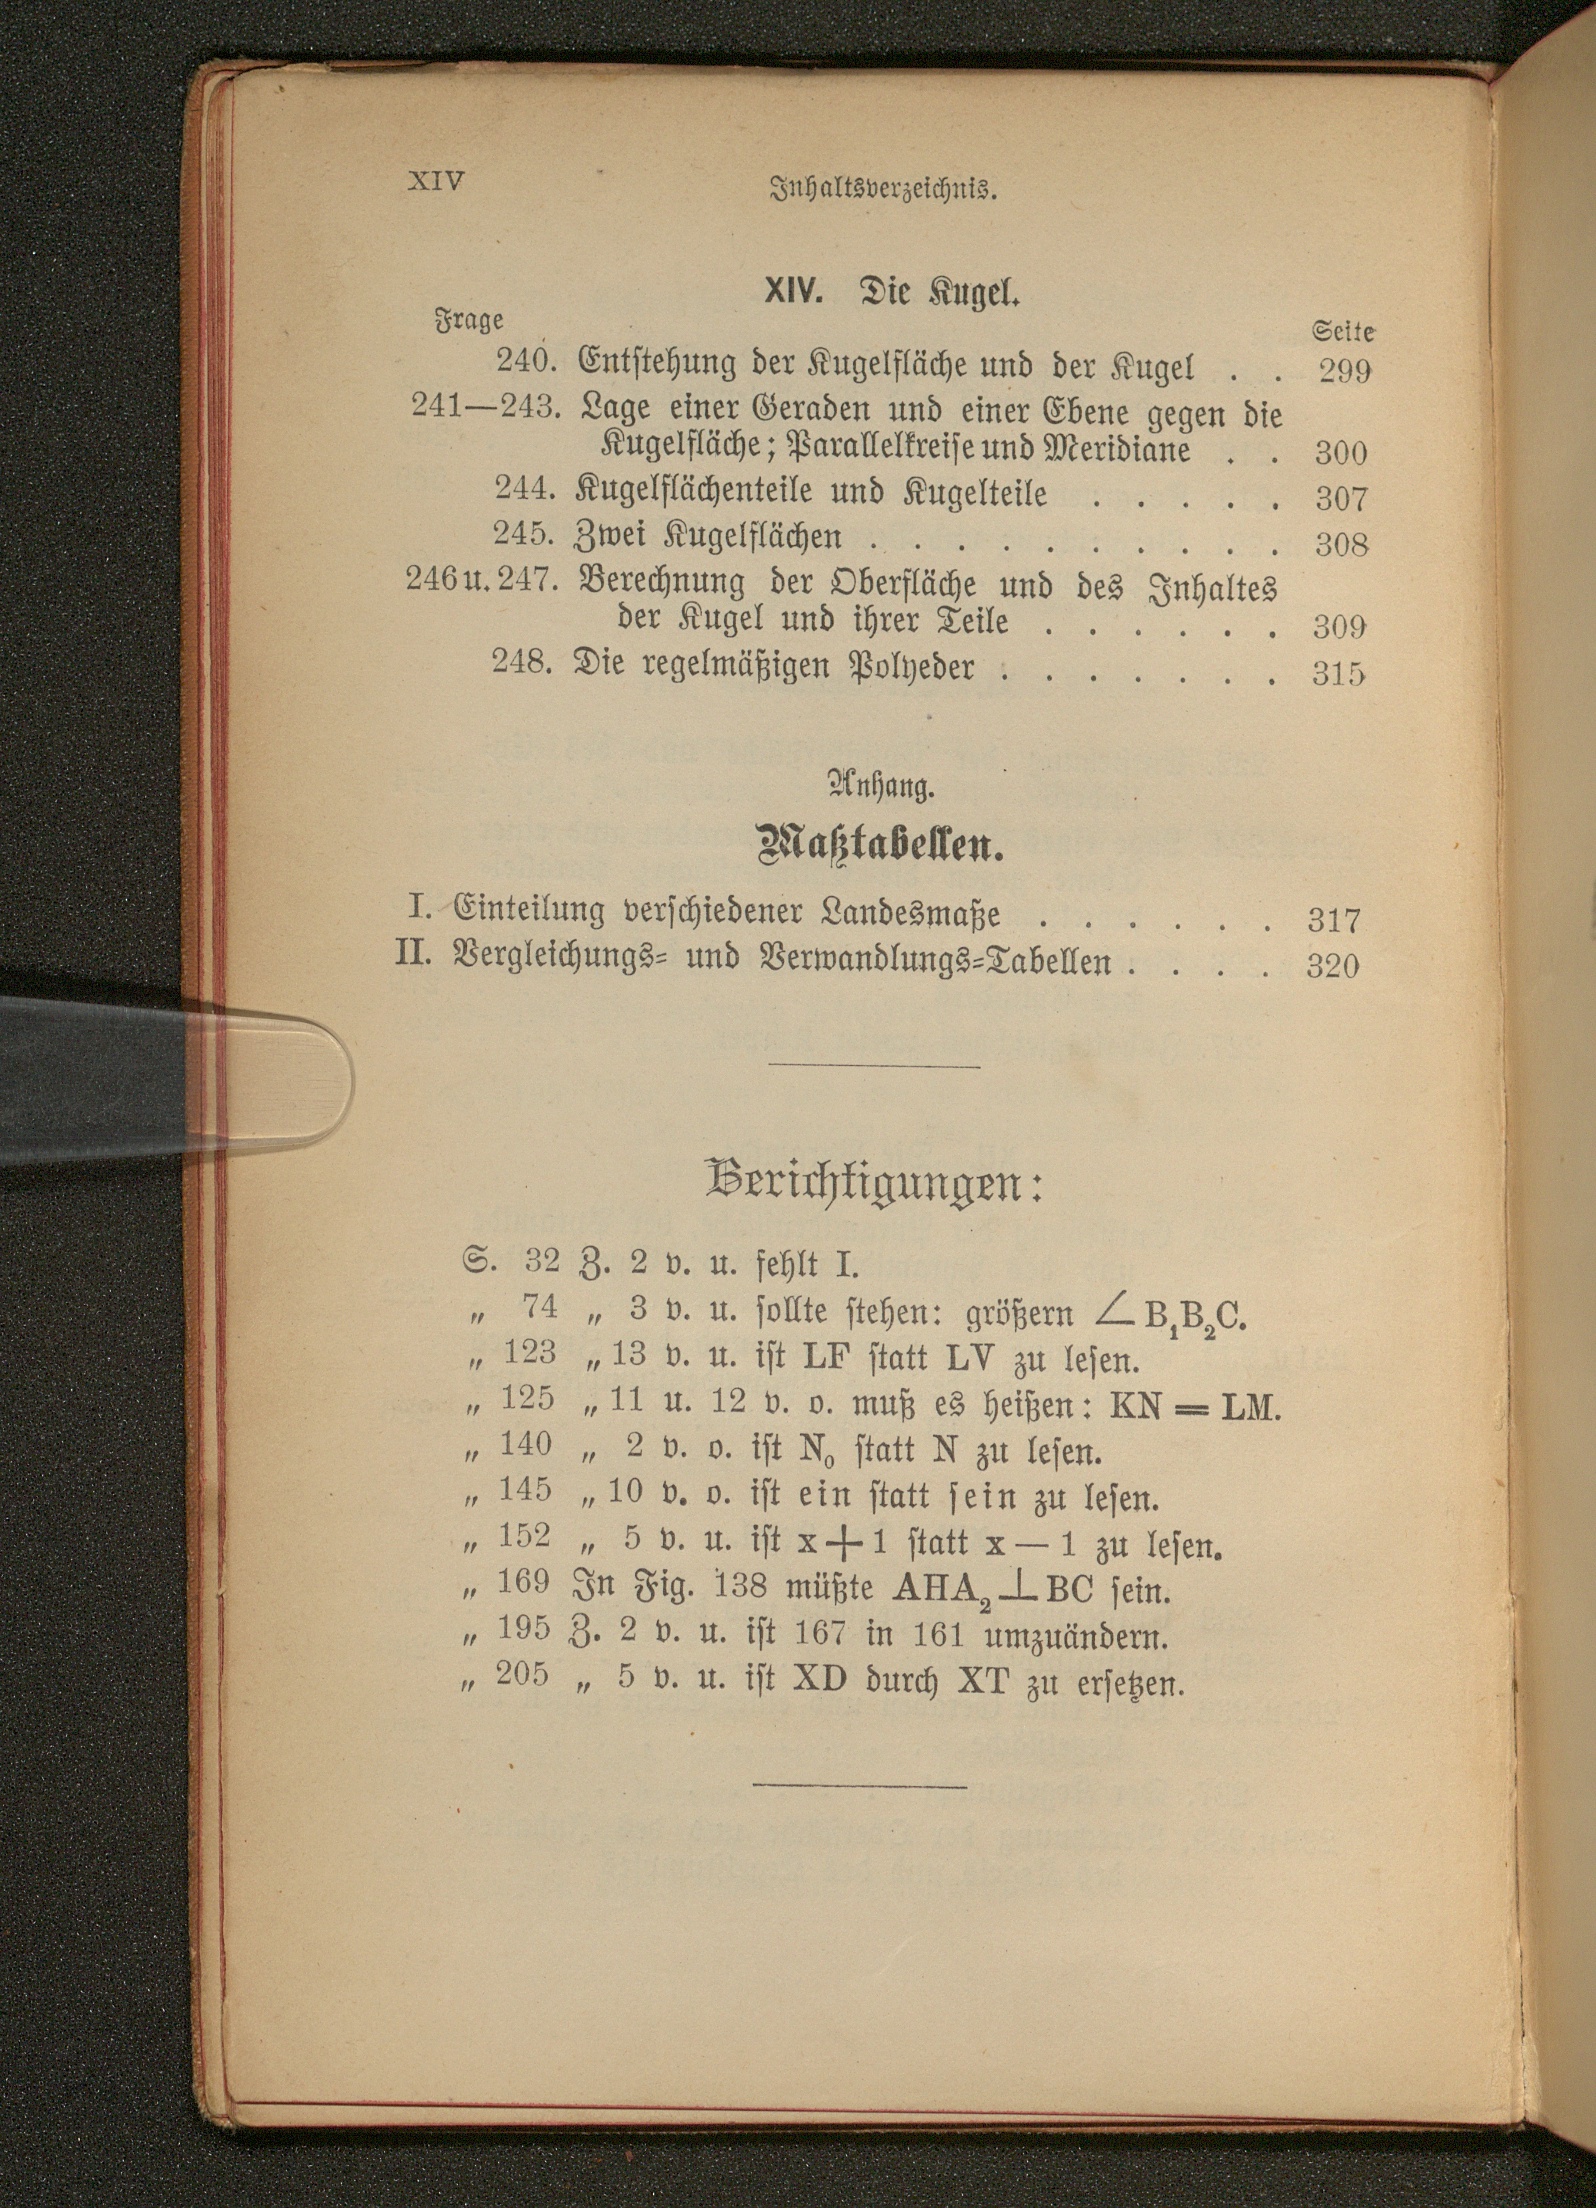 XIV Inhaltsverzeichnis.
XIV. Die Kugel.
Frage Seite
240. Entstehung der Kugelfläche und der Kugel . . 299
241—243. Lage einer Geraden und einer Ebene gegen die
Kugelfläche; Parallelkreise und Meridiane . . 300
244. Kugelflächenteile und Kugelteile . . . . . 307
245. Zwei Kugelflächen . . . . . . . . . . 308
246 u. 247. Berechnung der Oberfläche und des Inhaltes
der Kugel und ihrer Teile . . . . . . 309
248. Die regelmäßigen Polyeder . . . . . . . 315
Anhang.
Maßtabellen.
I. Einteilung verschiedener Landesmaße . . . . . . 317
II. Vergleichungs- und Verwandlungs-Tabellen . . . . 320
Berichtigungen:
S. 32 Z. 2 v. u. fehlt I.
„ 74 „ 3 v. u. sollte stehen: größern ∠ B₁B₂C.
„ 123 „ 13 v. u. ist LF statt LV zu lesen.
„ 125 „ 11 u. 12 v. o. muß es heißen: KN = LM.
„ 140 „ 2 v. o. ist N₀ statt N zu lesen.
„ 145 „ 10 v. o. ist ein statt sein zu lesen.
„ 152 „ 5 v. u. ist x + 1 statt x — 1 zu lesen.
„ 169 In Fig. 138 müßte AHA₂ ⊥ BC sein.
„ 195 Z. 2 v. u. ist 167 in 161 umzuändern.
„ 205 „ 5 v. u. ist XD durch XT zu ersetzen.